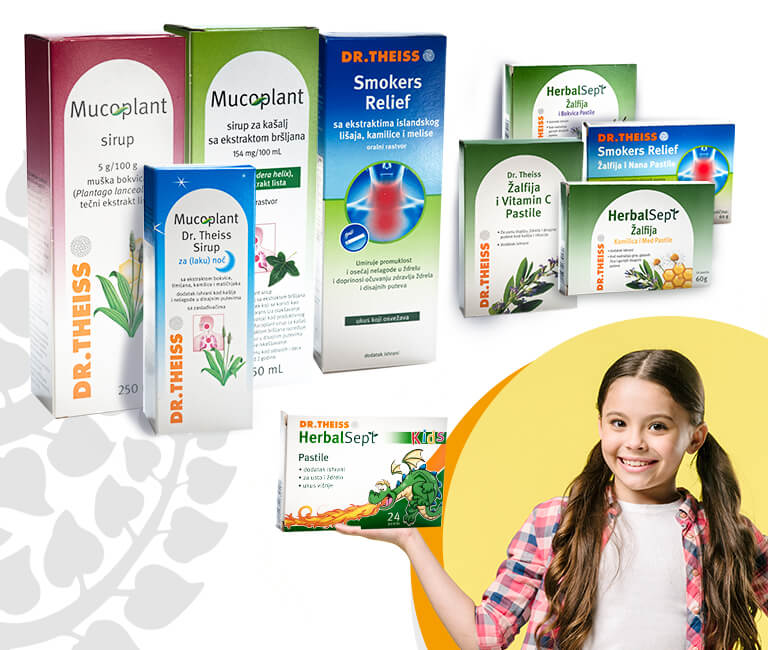 Mucoplant
sirup
5 g/100 g
muška bokvica
(Plantago lanceol
tečni ekstrakt l
DR.THEISS
250
Mucoplant
sirup za kašalj
sa ekstraktom bršljana
154 mg/100 mL
dera helix),
trakt lista
rastvor
50 mL
Mucoplant
Dr. Theiss
Sirup
za (laku) noć
sa ekstraktom bokvice,
timijana, kamilice i matičnjaka
dodatak ishrani kod kašlja
i nelagode u disajnim putevima
sa zaslađivačima
DR.THEISS
DR.THEISS
Smokers
Relief
sa ekstraktima islandskog
lišaja, kamilice i melise
oralni rastvor
Umiruje promuklost
i osećaj nelagode u ždrelu
i doprinosi očuvanju zdravlja ždrela
i disajnih puteva
ukus koji osvežava
dodatak ishrani
HerbalSept
Žalfija
i Bokvica Pastile
DR.THEISS
DR.THEISS
Smokers Relief
Žalfija i Nana Pastile
Dr. Theiss
Žalfija
i Vitamin C
Pastile
DR.THEISS
HerbalSept
Žalfija
Kamilica i Med Pastile
DR.THEISS
60g
DR.THEISS
HerbalSept Kids
Pastile
• dodatak ishrani
• za usta i ždrelo
• ukus višnje
24